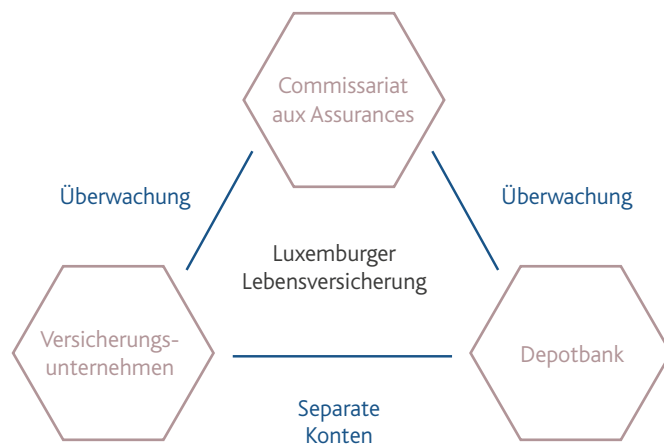 Commissariat
aux Assurances
Überwachung
Überwachung
Luxemburger
Lebensversicherung
Versicherungs-
unternehmen
Depotbank
Separate
Konten